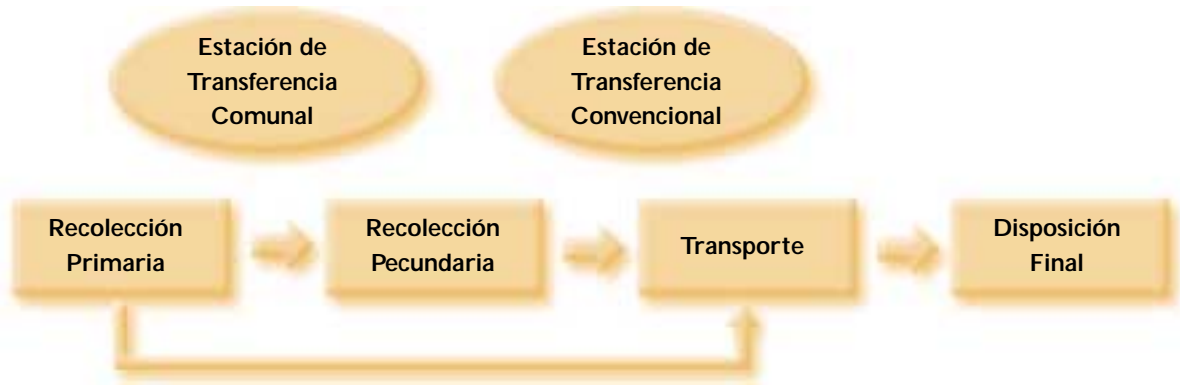 Estación de
Transferencia
Comunal
Estación de
Transferencia
Convencional
Recolección
Primaria
Recolección
Pecundaria
Transporte
Disposición
Final